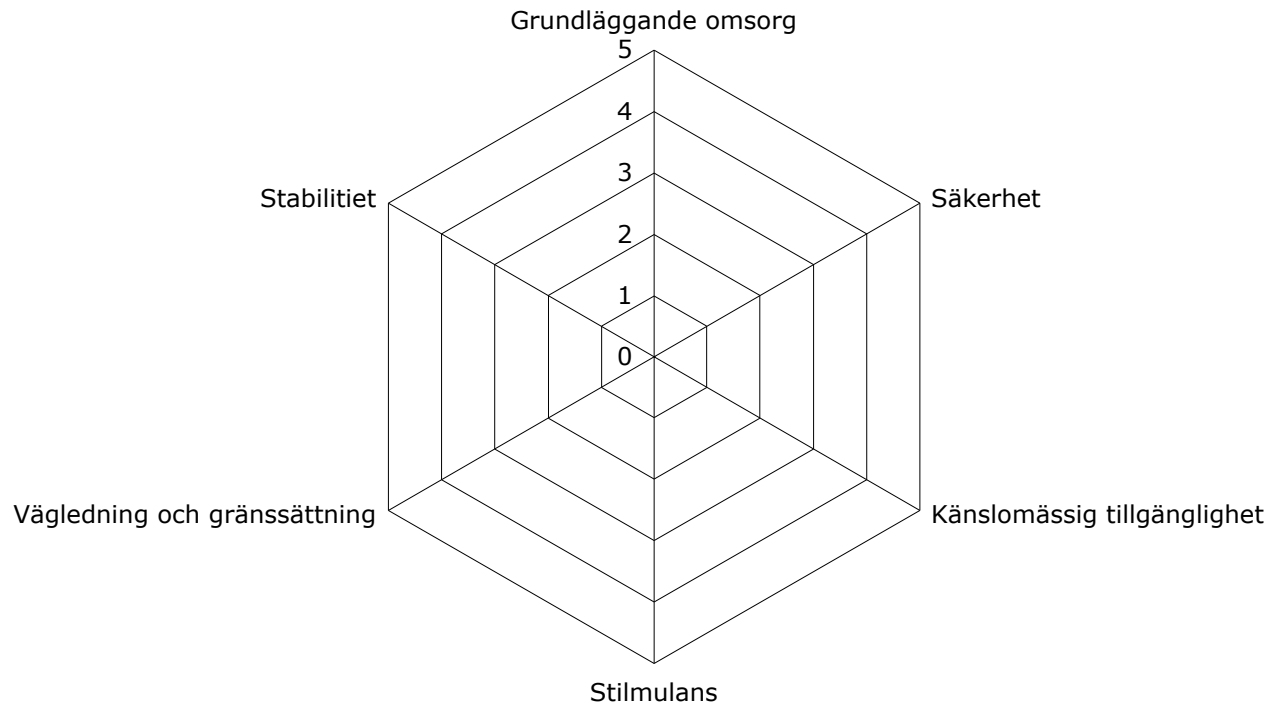 Grundläggande omsorg
5
4
Stabilitiet
Säkerhet
3
2
1
0
Vägledning och gränssättning
Känslomässig tillgänglighet
Stilmulans